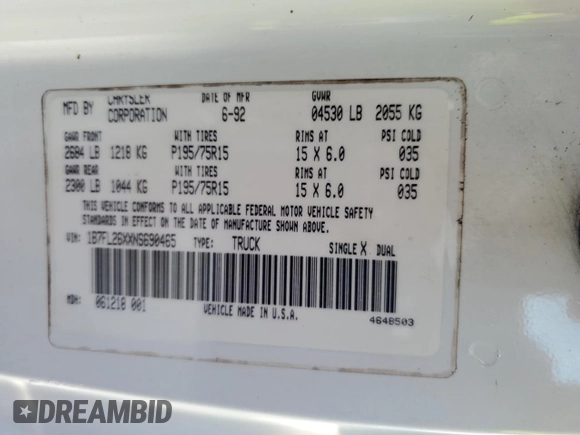 MFD BY CHRYSLER CORPORATION DATE OF MFR 6-92 GVWR 04530 LB 2055 KG
GAWR FRONT WITH TIRES RIMS AT PSI COLD
2684 LB 1218 KG P195/75R15 15 X 6.0 035
GAWR REAR WITH TIRES RIMS AT PSI COLD
2300 LB 1044 KG P195/75R15 15 X 6.0 035
THIS VEHICLE CONFORMS TO ALL APPLICABLE FEDERAL MOTOR VEHICLE SAFETY
STANDARDS IN EFFECT ON THE DATE OF MANUFACTURE SHOWN ABOVE.
VIN: 1B7FL26XXNS690465 TYPE: TRUCK SINGLE X DUAL
MDH: 061218 001 VEHICLE MADE IN U.S.A. 4648503
DREAMBID